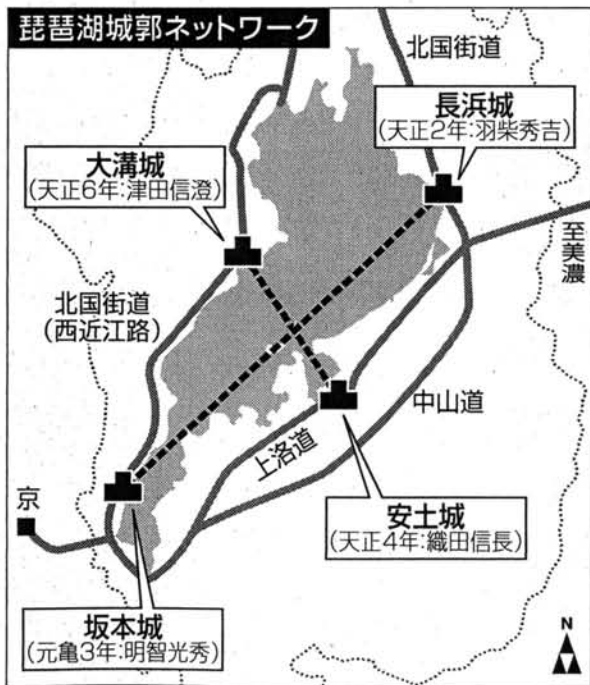 琵琶湖城郭ネットワーク
北国街道
長浜城
(天正2年:羽柴秀吉)
大溝城
(天正6年:津田信澄)
至美濃
北国街道
(西近江路)
中山道
上洛道
京
安土城
(天正4年:織田信長)
坂本城
(元亀3年:明智光秀)
N